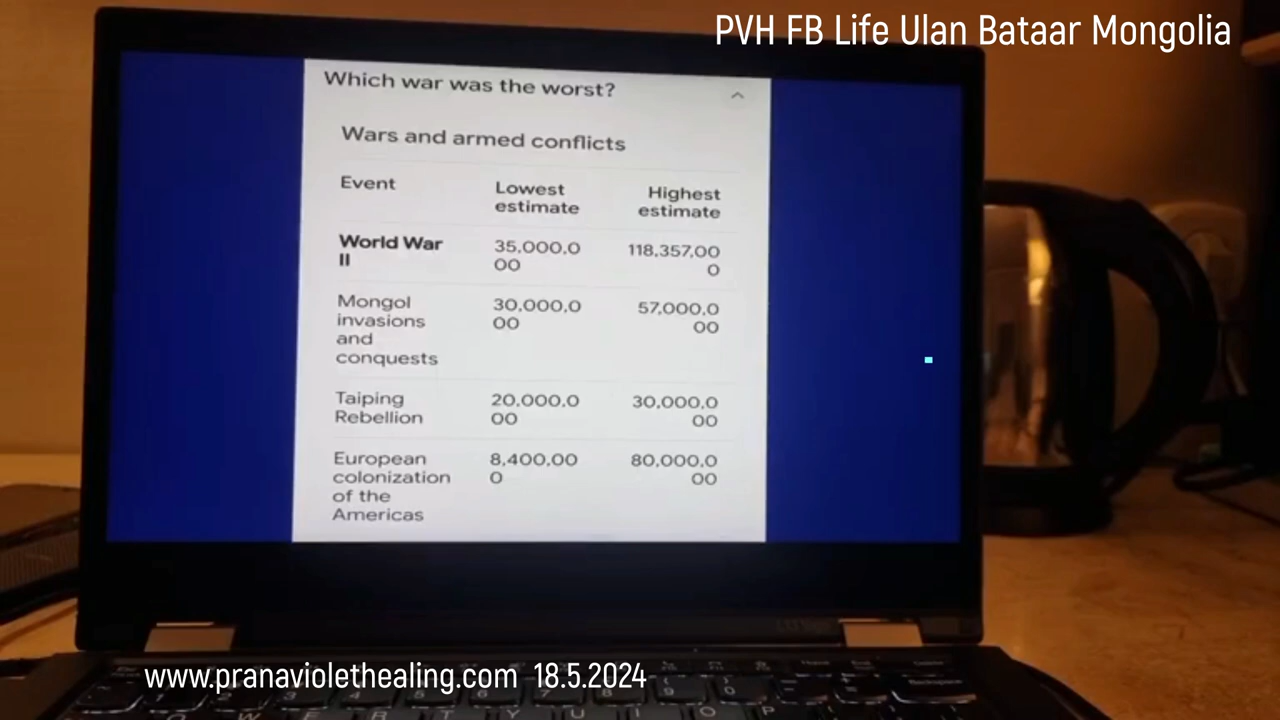 PVH FB Life Ulan Bataar Mongolia
Which war was the worst?
Wars and armed conflicts
Event
Lowest
estimate
Highest
estimate
World War
II
35,000,0
00
118,357,00
0
Mongol
invasions
and
conquests
30,000,0
00
57,000,0
00
Taiping
Rebellion
20,000,0
00
30,000,0
00
European
colonization
of the
Americas
8,400,00
0
80,000,0
00
www.pranaviolethealing.com 18.5.2024